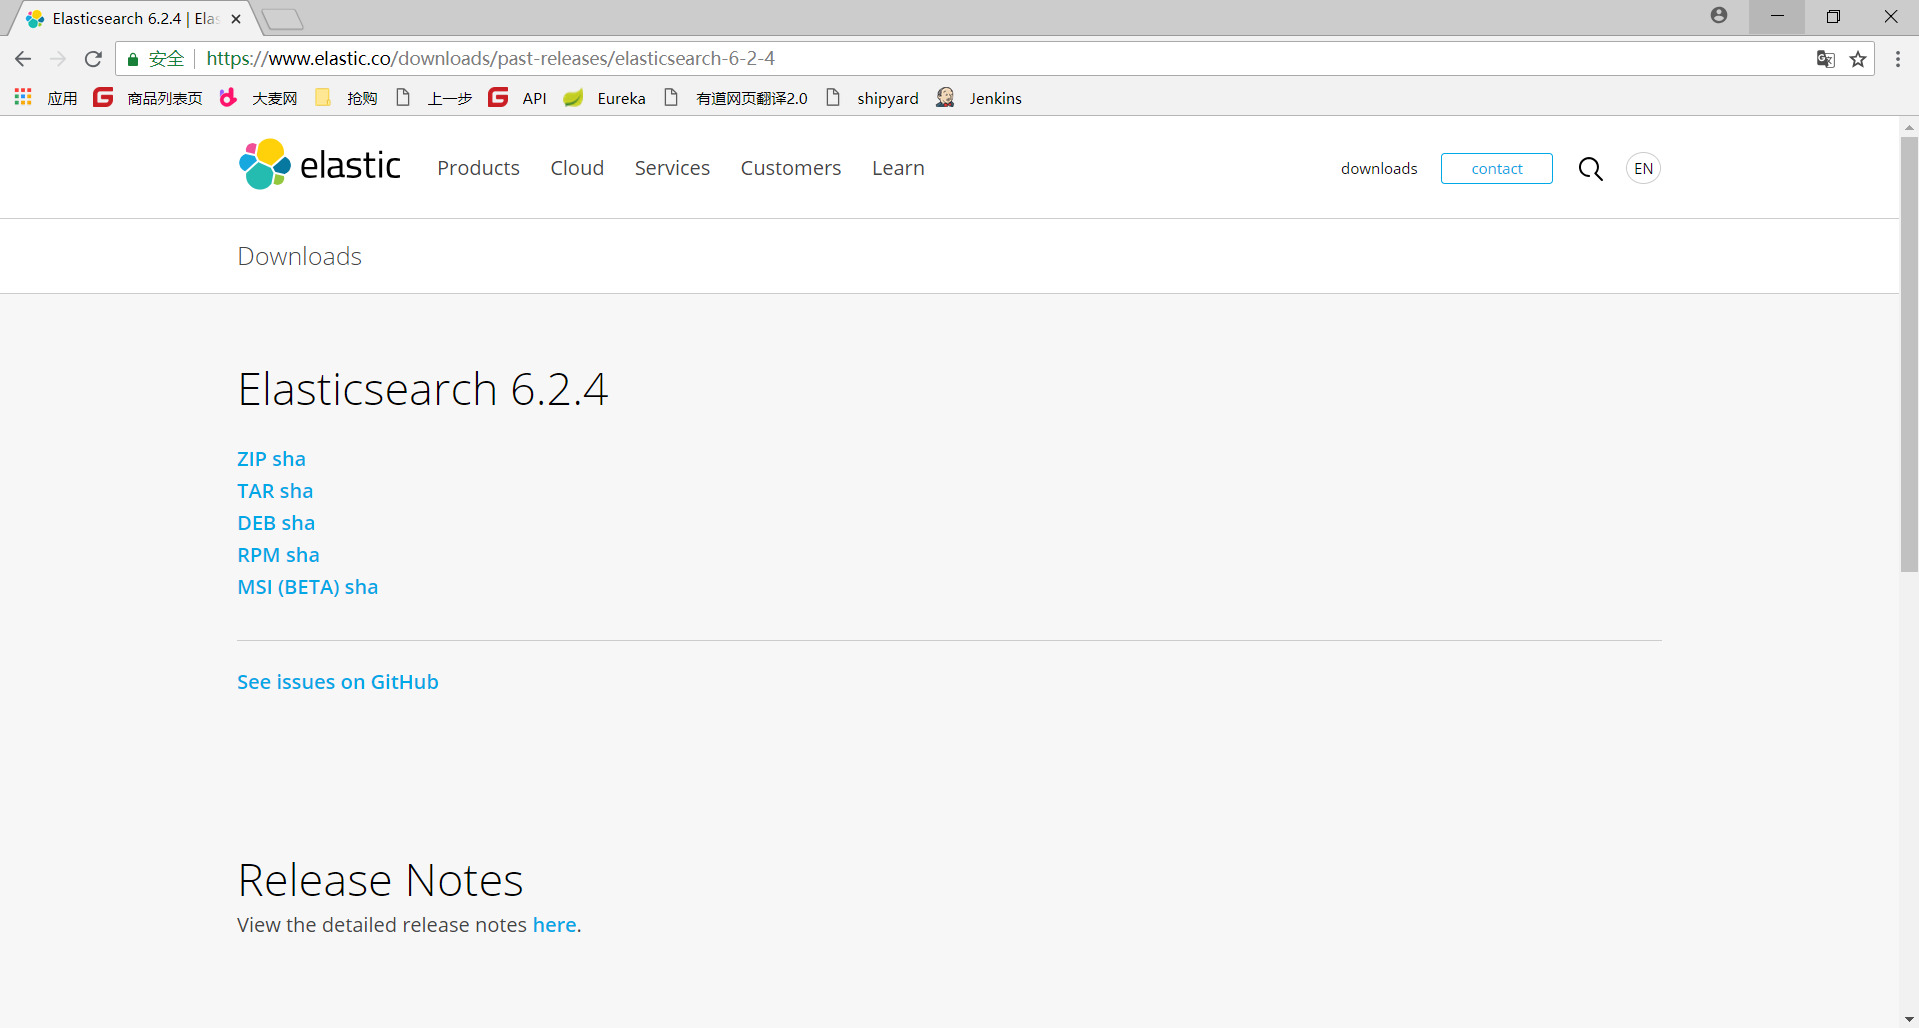 Elasticsearch 6.2.4 | Elas
安全 https://www.elastic.co/downloads/past-releases/elasticsearch-6-2-4
应用 商品列表页 大麦网 抢购 上一步 API Eureka 有道网页翻译2.0 shipyard Jenkins
elastic Products Cloud Services Customers Learn downloads contact EN
Downloads
Elasticsearch 6.2.4
ZIP sha
TAR sha
DEB sha
RPM sha
MSI (BETA) sha
See issues on GitHub
Release Notes
View the detailed release notes here.